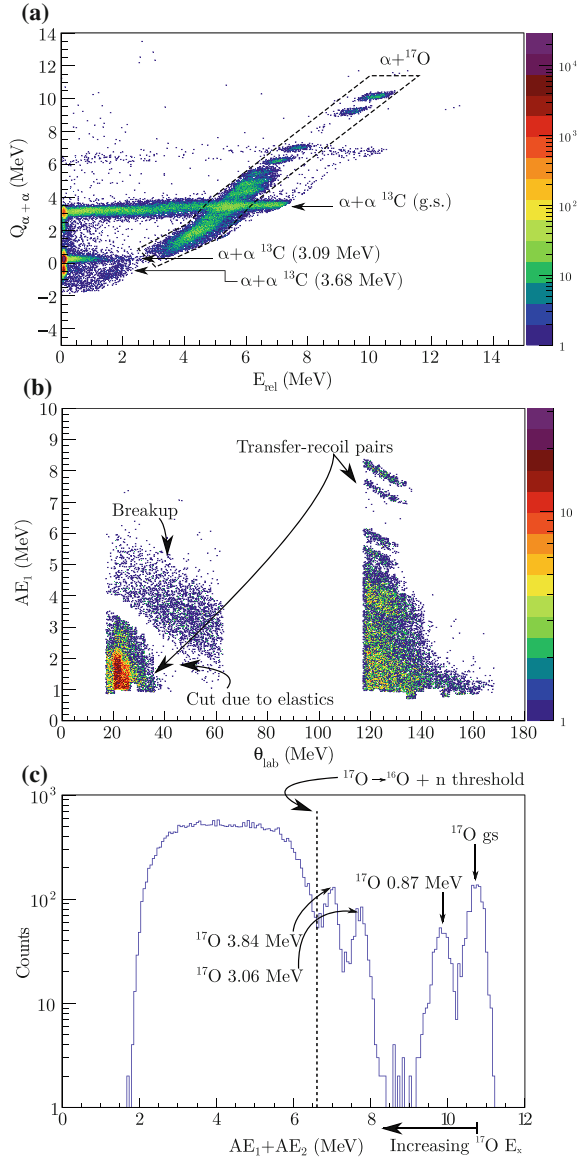 (a)
14
12
10
8
6
4
2
0
−2
−4
Q α+α (MeV)
α+¹⁷O
α+α ¹³C (g.s.)
α+α ¹³C (3.09 MeV)
α+α ¹³C (3.68 MeV)
0 2 4 6 8 10 12 14
E rel (MeV)
10⁴
10³
10²
10
1
(b)
10
9
8
7
6
5
4
3
2
1
0
AE₁ (MeV)
Transfer-recoil pairs
Breakup
Cut due to elastics
0 20 40 60 80 100 120 140 160 180
θ lab (MeV)
10
1
(c)
¹⁷O → ¹⁶O + n threshold
10³
10²
10
1
Counts
¹⁷O gs
¹⁷O 0.87 MeV
¹⁷O 3.84 MeV
¹⁷O 3.06 MeV
0 2 4 6 8 10 12
AE₁+AE₂ (MeV)
Increasing ¹⁷O Eₓ